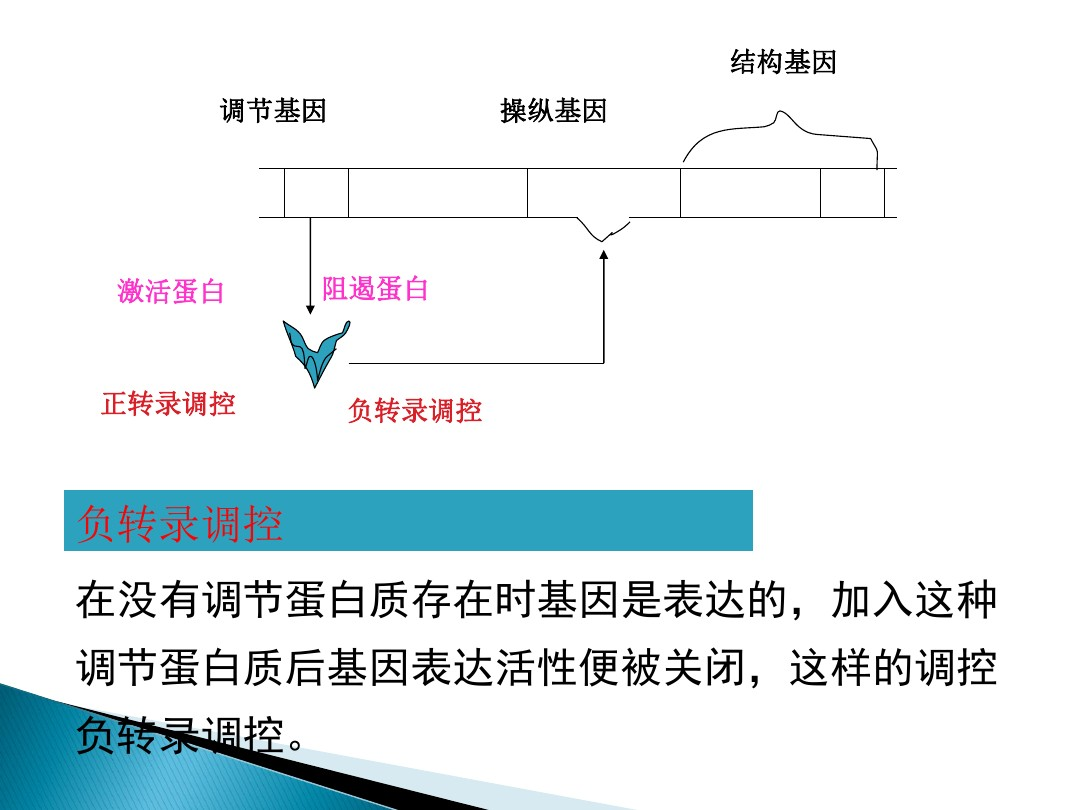 结构基因
调节基因
操纵基因
激活蛋白
阻遏蛋白
正转录调控
负转录调控
负转录调控
在没有调节蛋白质存在时基因是表达的，加入这种
调节蛋白质后基因表达活性便被关闭，这样的调控
负转录调控。